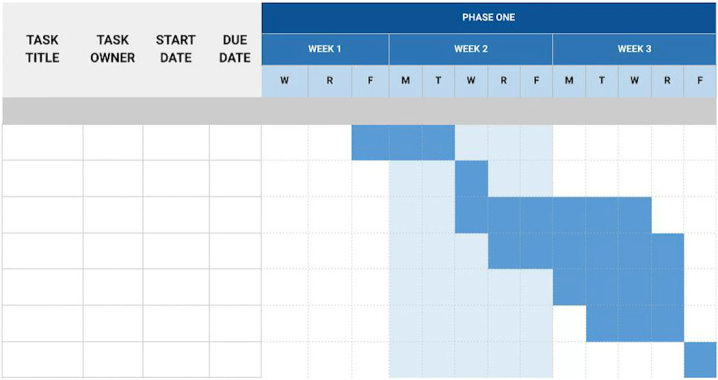 PHASE ONE
TASK TITLE TASK OWNER START DATE DUE DATE
WEEK 1 WEEK 2 WEEK 3
W R F M T W R F M T W R F